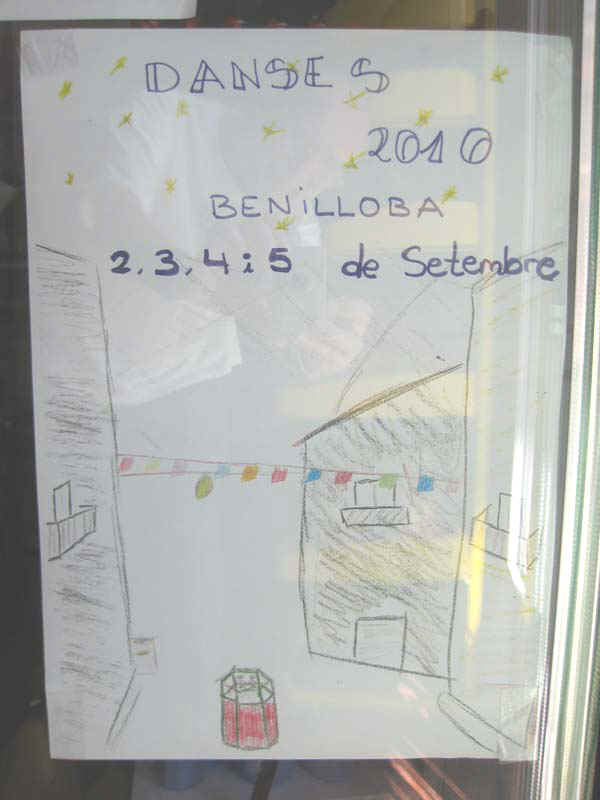 DANSES
2010
BENiLLOBA
2, 3, 4 i 5 de Setembre